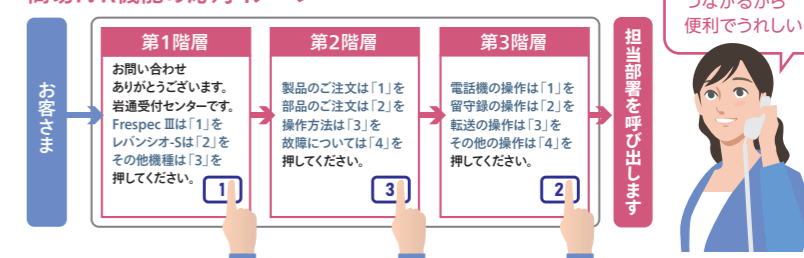 つながるから
便利でうれしい
お客さま
第1階層
お問い合わせ
ありがとうございます。
岩通受付センターです。
Frespec Ⅲは「1」を
レバンシオ-Sは「2」を
その他機種は「3」を
押してください。
1
第2階層
製品のご注文は「1」を
部品のご注文は「2」を
操作方法は「3」を
故障については「4」を
押してください。
3
第3階層
電話機の操作は「1」を
留守録の操作は「2」を
転送の操作は「3」を
その他の操作は「4」を
押してください。
2
担当部署を呼び出します